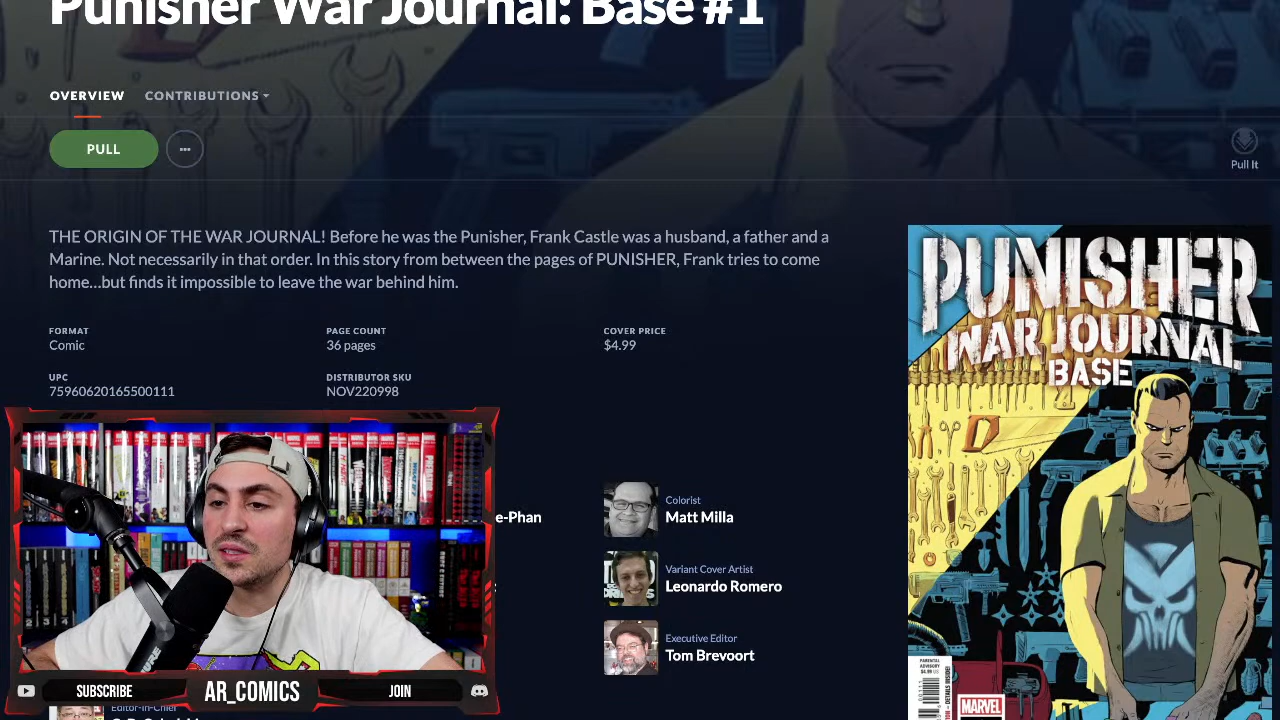 Punisher War Journal: Base #1
OVERVIEW
CONTRIBUTIONS
PULL
Pull It
THE ORIGIN OF THE WAR JOURNAL! Before he was the Punisher, Frank Castle was a husband, a father and a
Marine. Not necessarily in that order. In this story from between the pages of PUNISHER, Frank tries to come
home...but finds it impossible to leave the war behind him.
FORMAT
Comic
PAGE COUNT
36 pages
COVER PRICE
$4.99
UPC
75960620165500111
DISTRIBUTOR SKU
NOV220998
PUNISHER
WAR JOURNAL
BASE
e-Phan
Colorist
Matt Milla
Variant Cover Artist
Leonardo Romero
Executive Editor
Tom Brevoort
SUBSCRIBE
AR_COMICS
JOIN
Editor-in-Chief
MARVEL